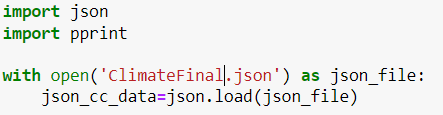 import json
import pprint
with open('ClimateFinal.json') as json_file:
    json_cc_data=json.load(json_file)